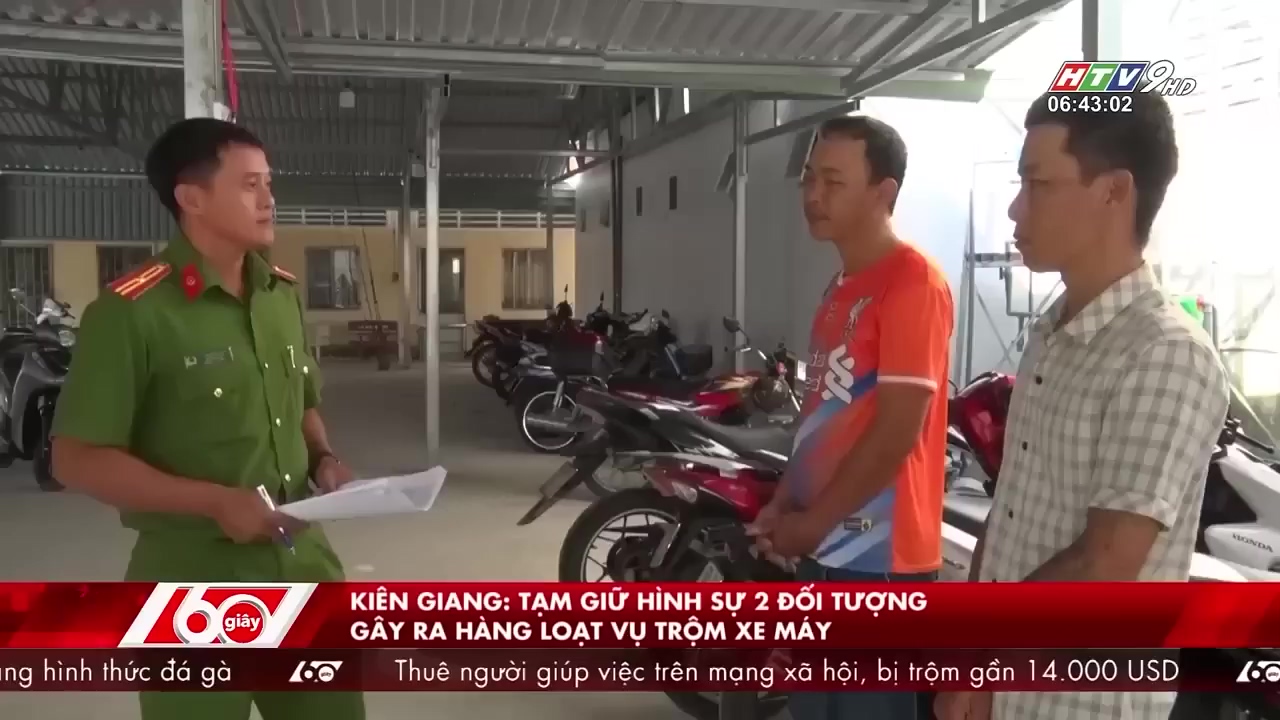 HTV9HD
06:43:02
HONDA
60
giây
KIÊN GIANG: TẠM GIỮ HÌNH SỰ 2 ĐỐI TƯỢNG
GÂY RA HÀNG LOẠT VỤ TRỘM XE MÁY
hình thức đá gà
60 giây
Thuê người giúp việc trên mạng xã hội, bị trộm gần 14.000 USD